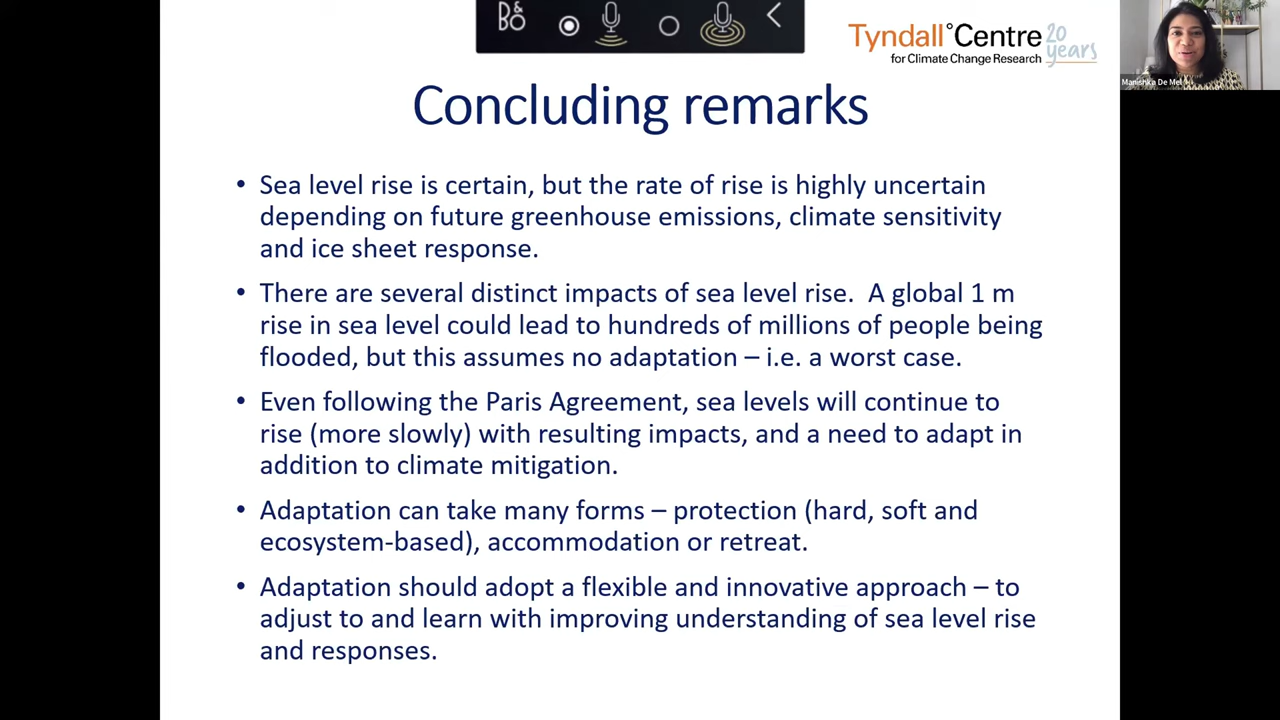 B&
DO
Tyndall°Centre
for Climate Change Research
20
years
Manishka De Mel
Concluding remarks
• Sea level rise is certain, but the rate of rise is highly uncertain
depending on future greenhouse emissions, climate sensitivity
and ice sheet response.
• There are several distinct impacts of sea level rise.  A global 1 m
rise in sea level could lead to hundreds of millions of people being
flooded, but this assumes no adaptation – i.e. a worst case.
• Even following the Paris Agreement, sea levels will continue to
rise (more slowly) with resulting impacts, and a need to adapt in
addition to climate mitigation.
• Adaptation can take many forms – protection (hard, soft and
ecosystem-based), accommodation or retreat.
• Adaptation should adopt a flexible and innovative approach – to
adjust to and learn with improving understanding of sea level rise
and responses.